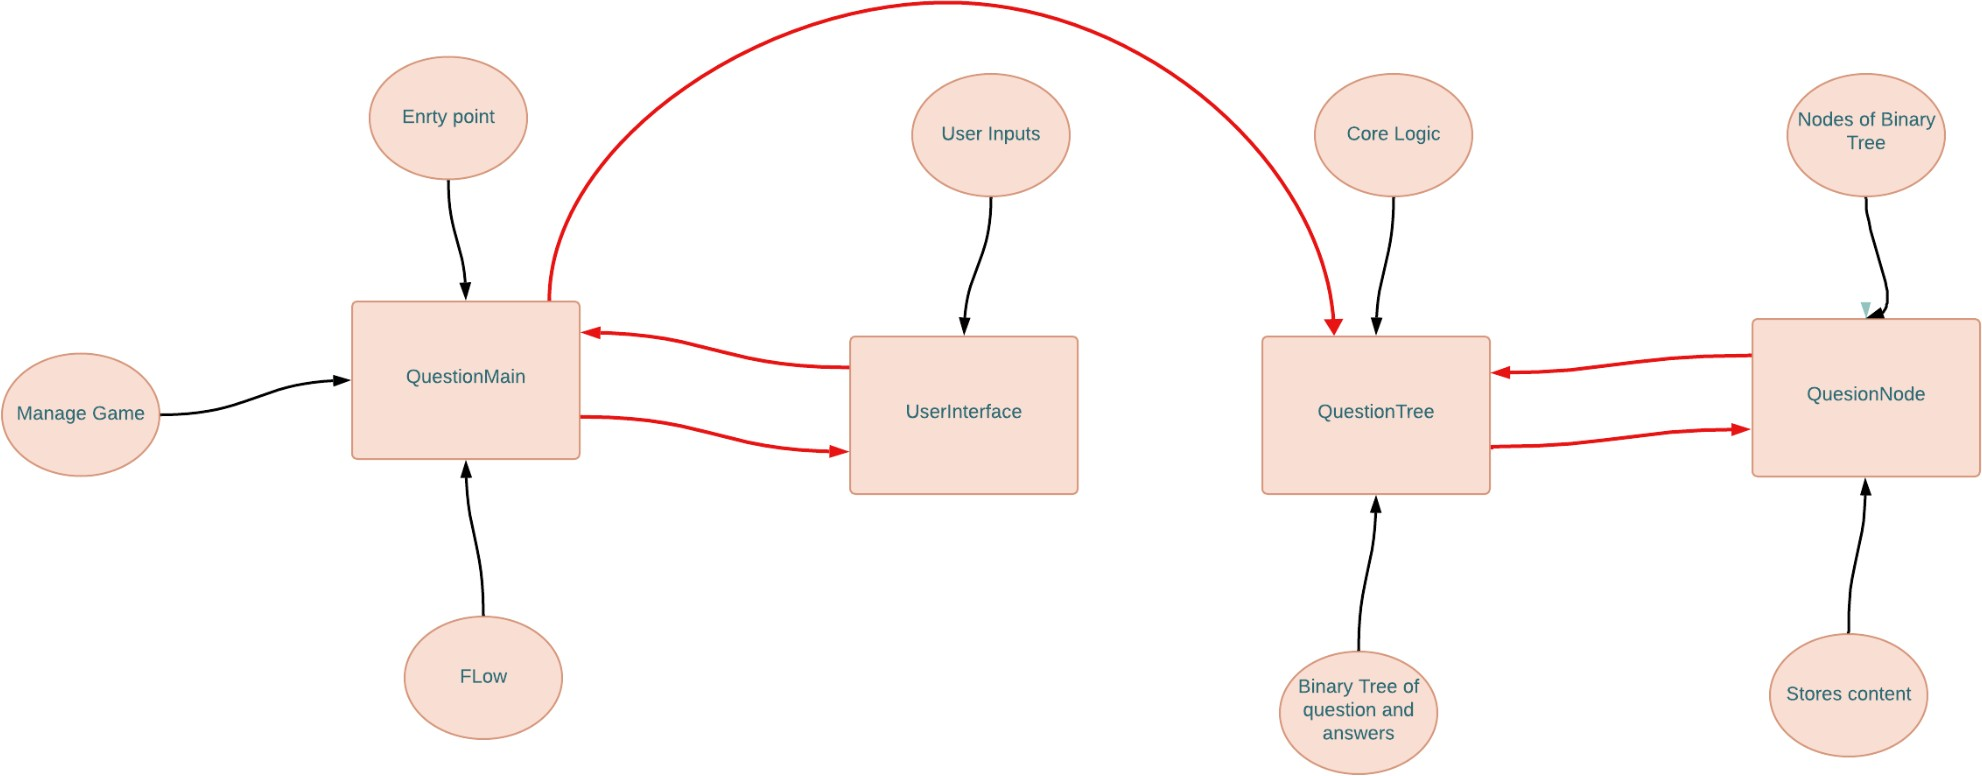 Enrty point
User Inputs
Core Logic
Nodes of Binary
Tree
Manage Game
QuestionMain
UserInterface
QuestionTree
QuesionNode
FLow
Binary Tree of
question and
answers
Stores content